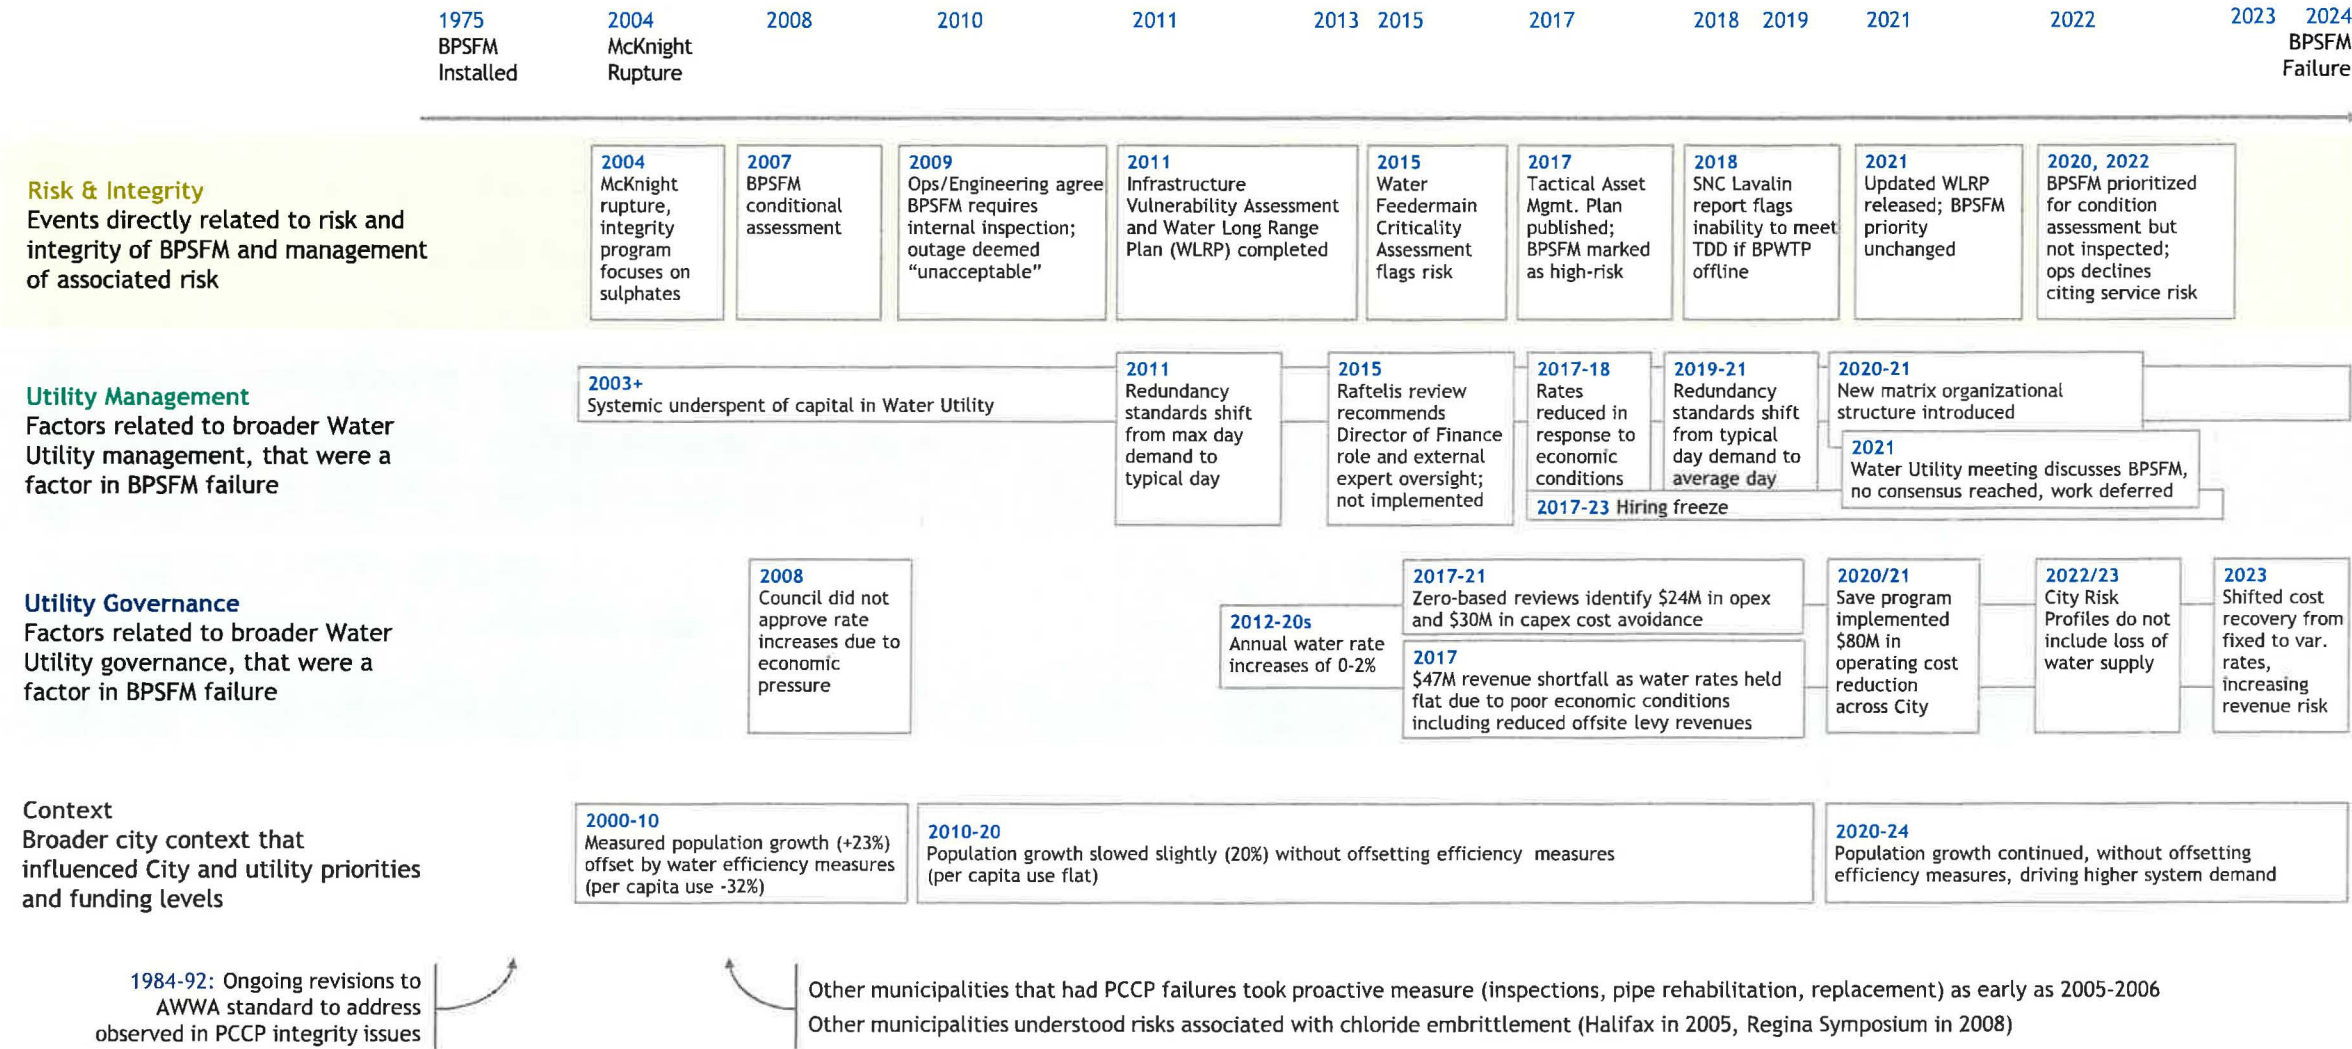 1975
BPSFM
Installed
2004
McKnight
Rupture
2008
2010
2011
2013
2015
2017
2018
2019
2021
2022
2023
2024
BPSFM
Failure
Risk & Integrity
Events directly related to risk and
integrity of BPSFM and management
of associated risk
2004
McKnight
rupture,
integrity
program
focuses on
sulphates
2007
BPSFM
conditional
assessment
2009
Ops/Engineering agree
BPSFM requires
internal inspection;
outage deemed
“unacceptable”
2011
Infrastructure
Vulnerability Assessment
and Water Long Range
Plan (WLRP) completed
2015
Water
Feedermain
Criticality
Assessment
flags risk
2017
Tactical Asset
Mgmt. Plan
published;
BPSFM marked
as high-risk
2018
SNC Lavalin
report flags
inability to meet
TDD if BPWTP
offline
2021
Updated WLRP
released; BPSFM
priority
unchanged
2020, 2022
BPSFM prioritized
for condition
assessment but
not inspected;
ops declines
citing service risk
Utility Management
Factors related to broader Water
Utility management, that were a
factor in BPSFM failure
2003+
Systemic underspent of capital in Water Utility
2011
Redundancy
standards shift
from max day
demand to
typical day
2015
Raftelis review
recommends
Director of Finance
role and external
expert oversight;
not implemented
2017-18
Rates
reduced in
response to
economic
conditions
2019-21
Redundancy
standards shift
from typical
day demand to
average day
2020-21
New matrix organizational
structure introduced
2021
Water Utility meeting discusses BPSFM,
no consensus reached, work deferred
2017-23 Hiring freeze
Utility Governance
Factors related to broader Water
Utility governance, that were a
factor in BPSFM failure
2008
Council did not
approve rate
increases due to
economic
pressure
2012-20s
Annual water rate
increases of 0-2%
2017-21
Zero-based reviews identify $24M in opex
and $30M in capex cost avoidance
2017
$47M revenue shortfall as water rates held
flat due to poor economic conditions
including reduced offsite levy revenues
2020/21
Save program
implemented
$80M in
operating cost
reduction
across City
2022/23
City Risk
Profiles do not
include loss of
water supply
2023
Shifted cost
recovery from
fixed to var.
rates,
increasing
revenue risk
Context
Broader city context that
influenced City and utility priorities
and funding levels
2000-10
Measured population growth (+23%)
offset by water efficiency measures
(per capita use -32%)
2010-20
Population growth slowed slightly (20%) without offsetting efficiency measures
(per capita use flat)
2020-24
Population growth continued, without offsetting
efficiency measures, driving higher system demand
1984-92: Ongoing revisions to
AWWA standard to address
observed in PCCP integrity issues
Other municipalities that had PCCP failures took proactive measure (inspections, pipe rehabilitation, replacement) as early as 2005-2006
Other municipalities understood risks associated with chloride embrittlement (Halifax in 2005, Regina Symposium in 2008)